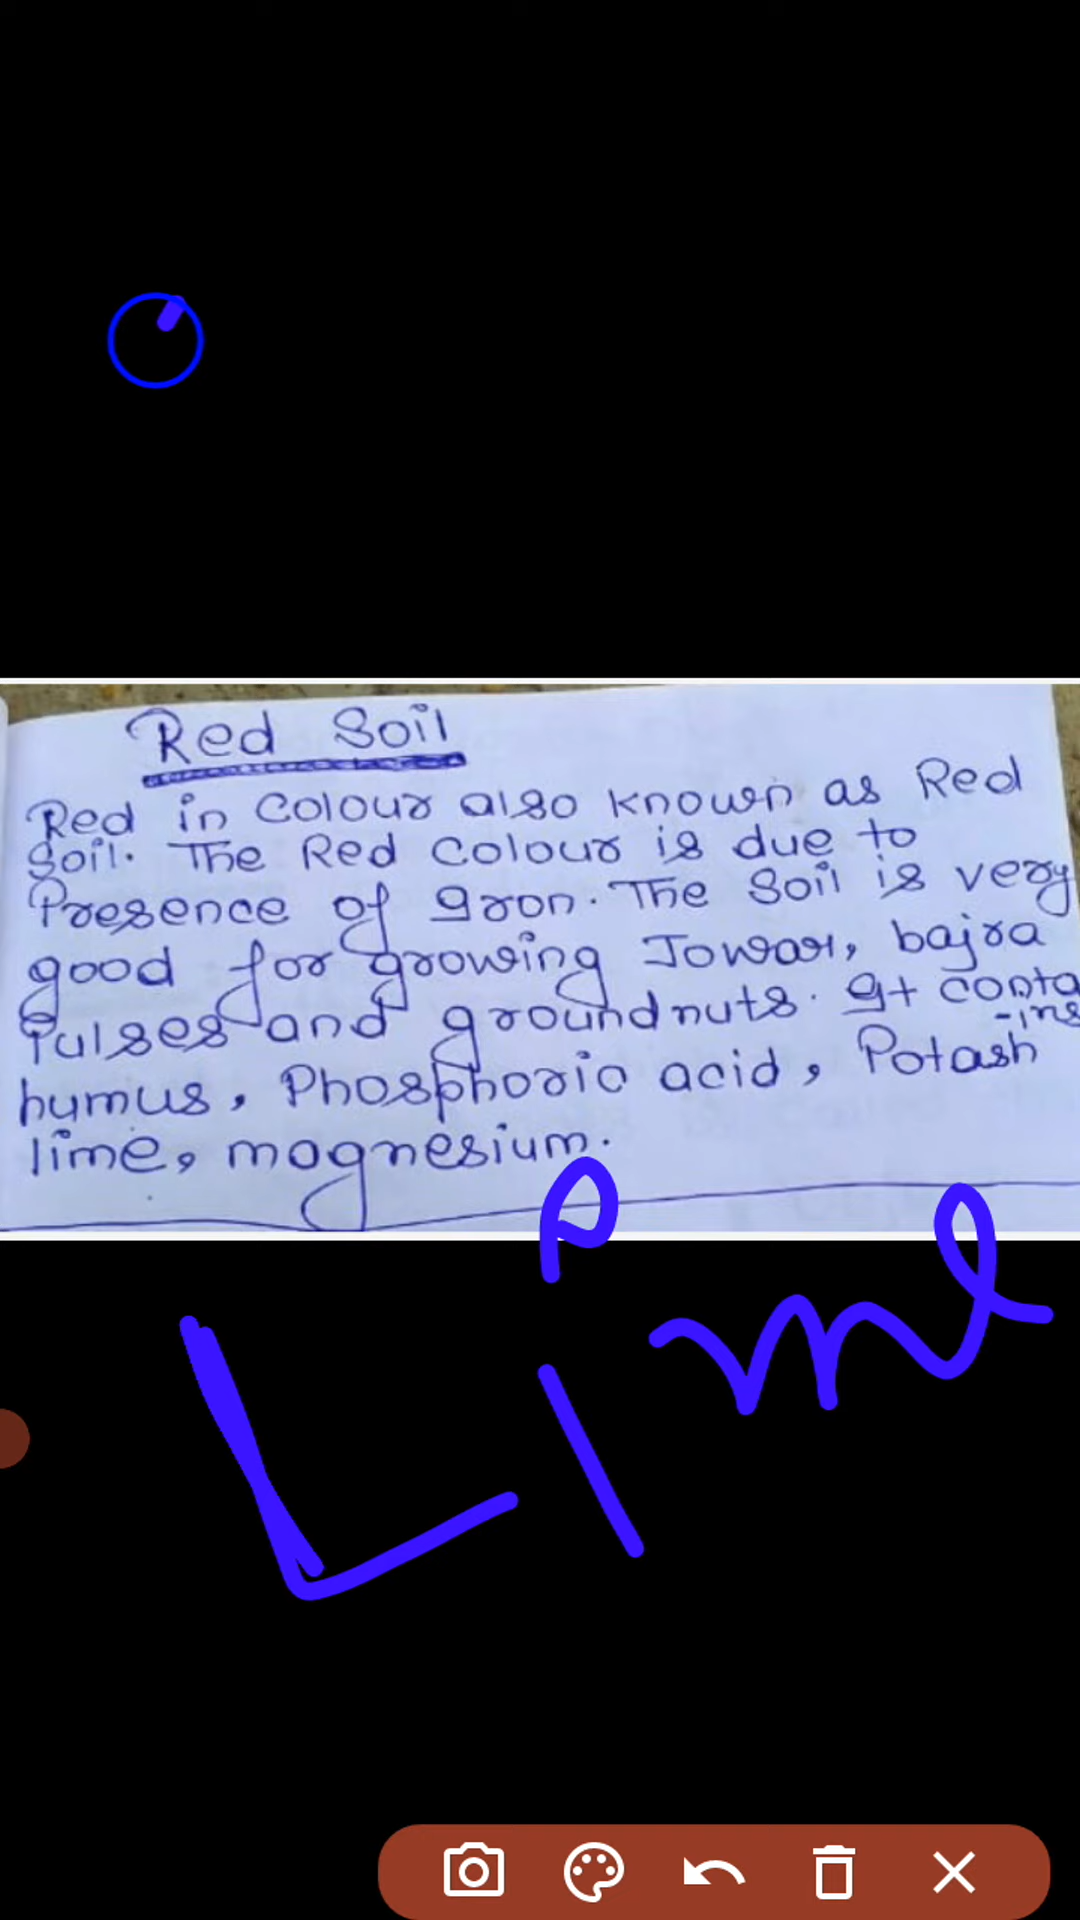 Red Soil
Red in Colour also known as Red
Soil. The Red Colour is due to
Presence of Iron. The Soil is very
good for growing Jowar, bajra
Pulses and groundnuts. It conta
-ins
humus, Phosphoric acid, Potash
lime, magnesium.
Lime